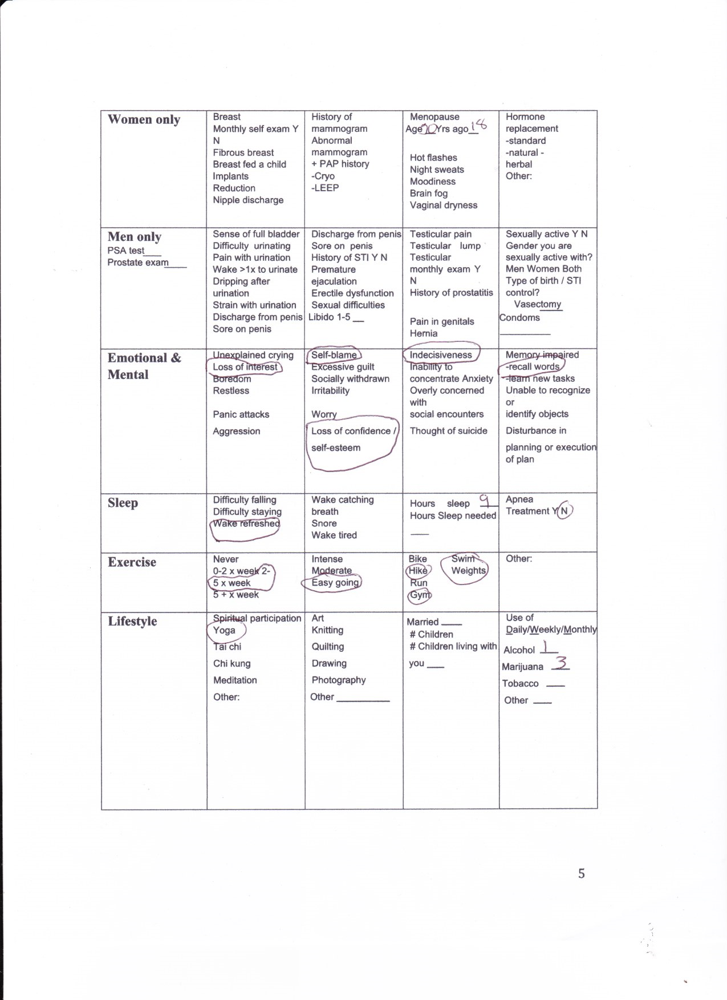 Women only
Breast
Monthly self exam Y
N
Fibrous breast
Breast fed a child
Implants
Reduction
Nipple discharge
History of
mammogram
Abnormal
mammogram
+ PAP history
-Cryo
-LEEP
Menopause
Age Yrs ago 18
Hot flashes
Night sweats
Moodiness
Brain fog
Vaginal dryness
Hormone
replacement
-standard
-natural -
herbal
Other:
Men only
PSA test___
Prostate exam____
Sense of full bladder
Difficulty urinating
Pain with urination
Wake >1x to urinate
Dripping after
urination
Strain with urination
Discharge from penis
Sore on penis
Discharge from penis
Sore on penis
History of STI Y N
Premature
ejaculation
Erectile dysfunction
Sexual difficulties
Libido 1-5 __
Testicular pain
Testicular lump
Testicular
monthly exam Y
N
History of prostatitis
Pain in genitals
Hernia
Sexually active Y N
Gender you are
sexually active with?
Men Women Both
Type of birth / STI
control?
Vasectomy
Condoms
_________
Emotional &
Mental
Unexplained crying
Loss of interest
Boredom
Restless
Panic attacks
Aggression
Self-blame
Excessive guilt
Socially withdrawn
Irritability
Worry
Loss of confidence /
self-esteem
Indecisiveness
Inability to
concentrate Anxiety
Overly concerned
with
social encounters
Thought of suicide
Memory impaired
-recall words
-learn new tasks
Unable to recognize
or
identify objects
Disturbance in
planning or execution
of plan
Sleep
Difficulty falling
Difficulty staying
Wake refreshed
Wake catching
breath
Snore
Wake tired
Hours sleep 9
Hours Sleep needed
___
Apnea
Treatment Y N
Exercise
Never
0-2 x week 2-
5 x week
5 + x week
Intense
Moderate
Easy going
Bike Swim
Hike Weights
Run
Gym
Other:
Lifestyle
Spiritual participation
Yoga
Tai chi
Chi kung
Meditation
Other:
Art
Knitting
Quilting
Drawing
Photography
Other _________
Married ____
# Children
# Children living with
you ___
Use of
Daily/Weekly/Monthly
Alcohol 1
Marijuana 3
Tobacco ___
Other ___
5